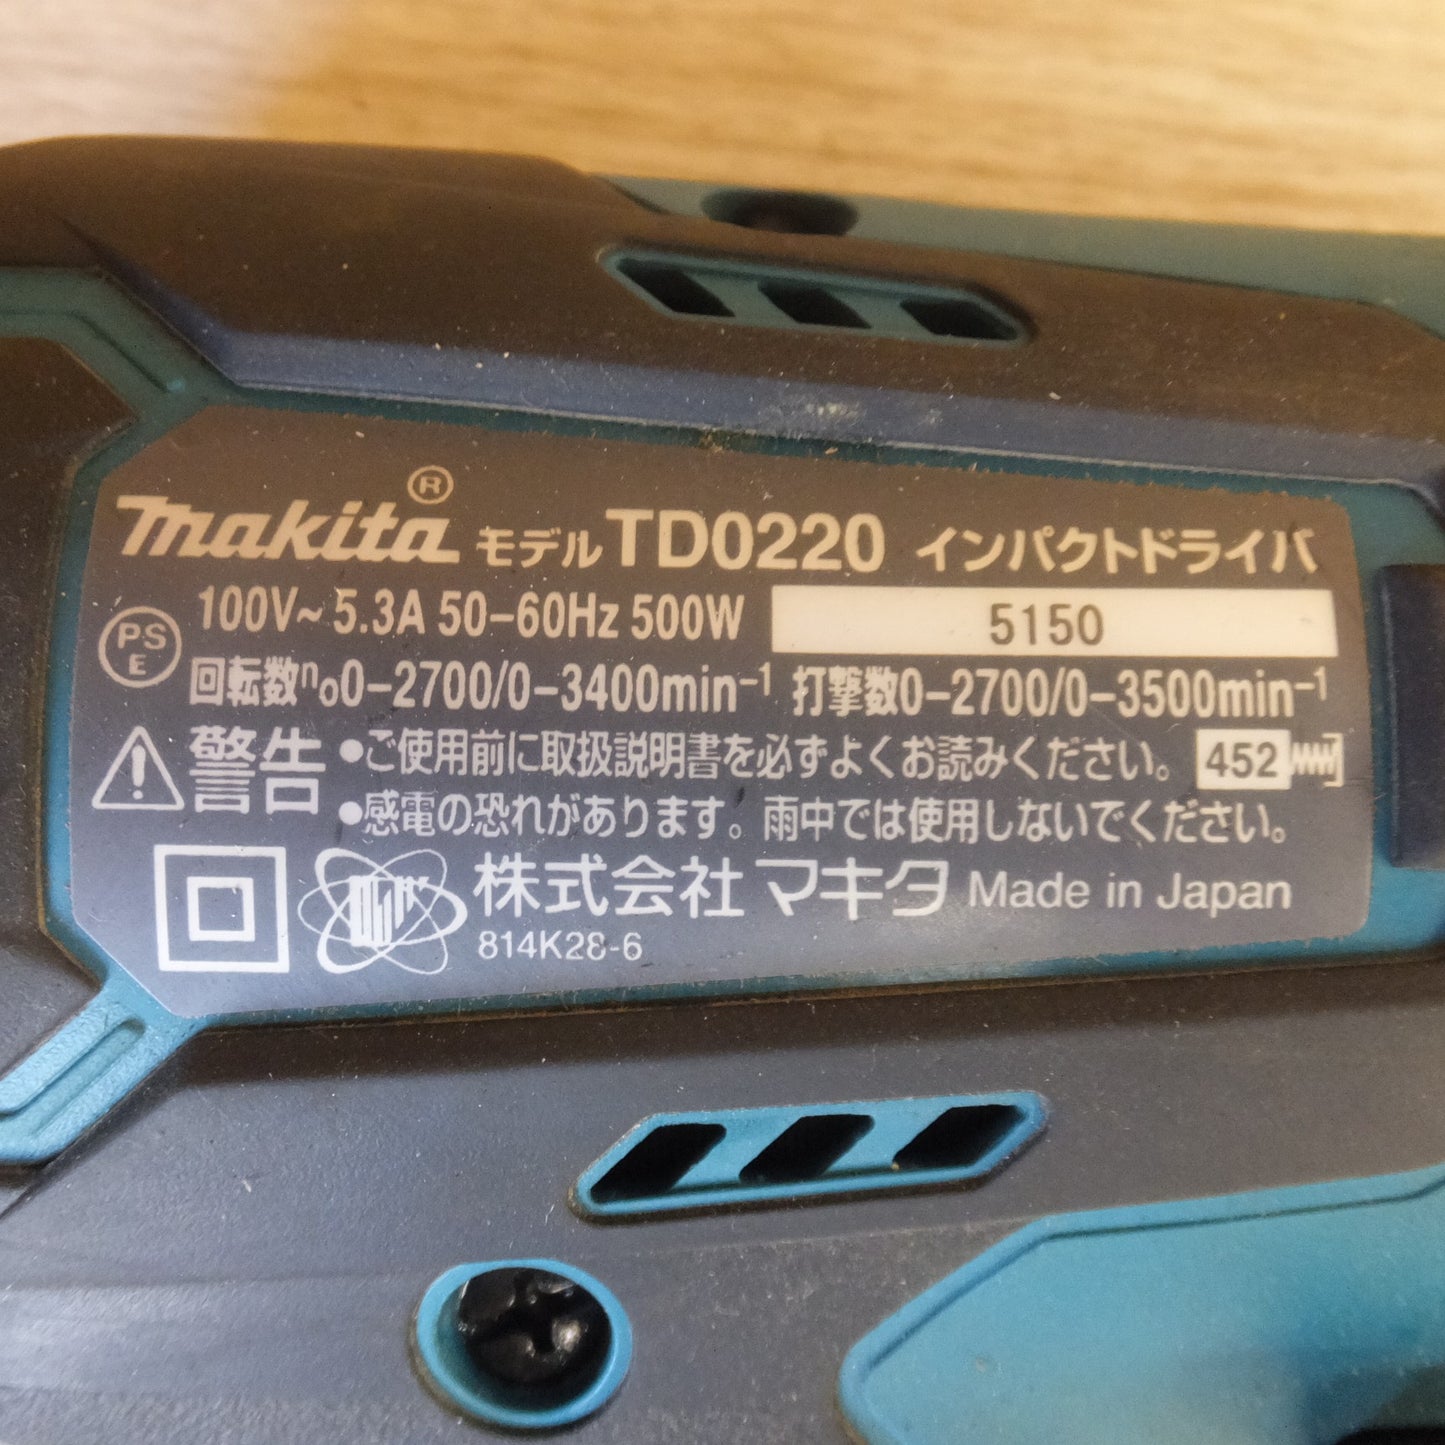 makita® モデル TD0220 インパクトドライバ
PS E 100V~ 5.3A 50-60Hz 500W 5150
回転数n₀0-2700/0-3400min⁻¹ 打撃数0-2700/0-3500min⁻¹
警告 •ご使用前に取扱説明書を必ずよくお読みください。 452
•感電の恐れがあります。雨中では使用しないでください。
株式会社 マキタ Made in Japan
814K28-6